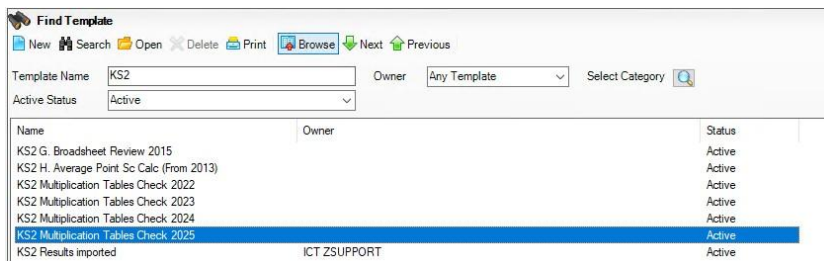 Find Template
New Search Open Delete Print Browse Next Previous
Template Name KS2 Owner Any Template Select Category
Active Status Active
Name Owner Status
KS2 G. Broadsheet Review 2015 Active
KS2 H. Average Point Sc Calc (From 2013) Active
KS2 Multiplication Tables Check 2022 Active
KS2 Multiplication Tables Check 2023 Active
KS2 Multiplication Tables Check 2024 Active
KS2 Multiplication Tables Check 2025 Active
KS2 Results imported ICT ZSUPPORT Active